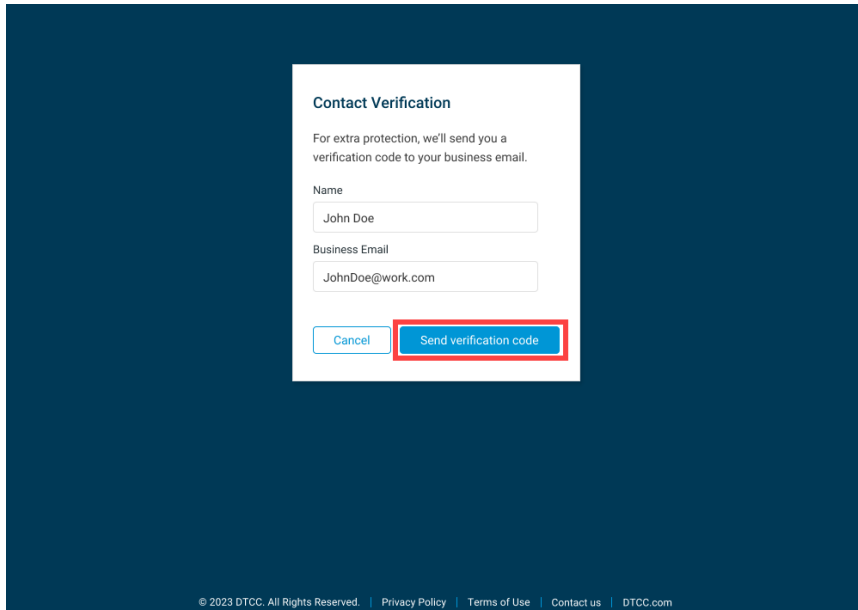 Contact Verification
For extra protection, we'll send you a
verification code to your business email.
Name
John Doe
Business Email
JohnDoe@work.com
Cancel
Send verification code
© 2023 DTCC. All Rights Reserved. | Privacy Policy | Terms of Use | Contact us | DTCC.com